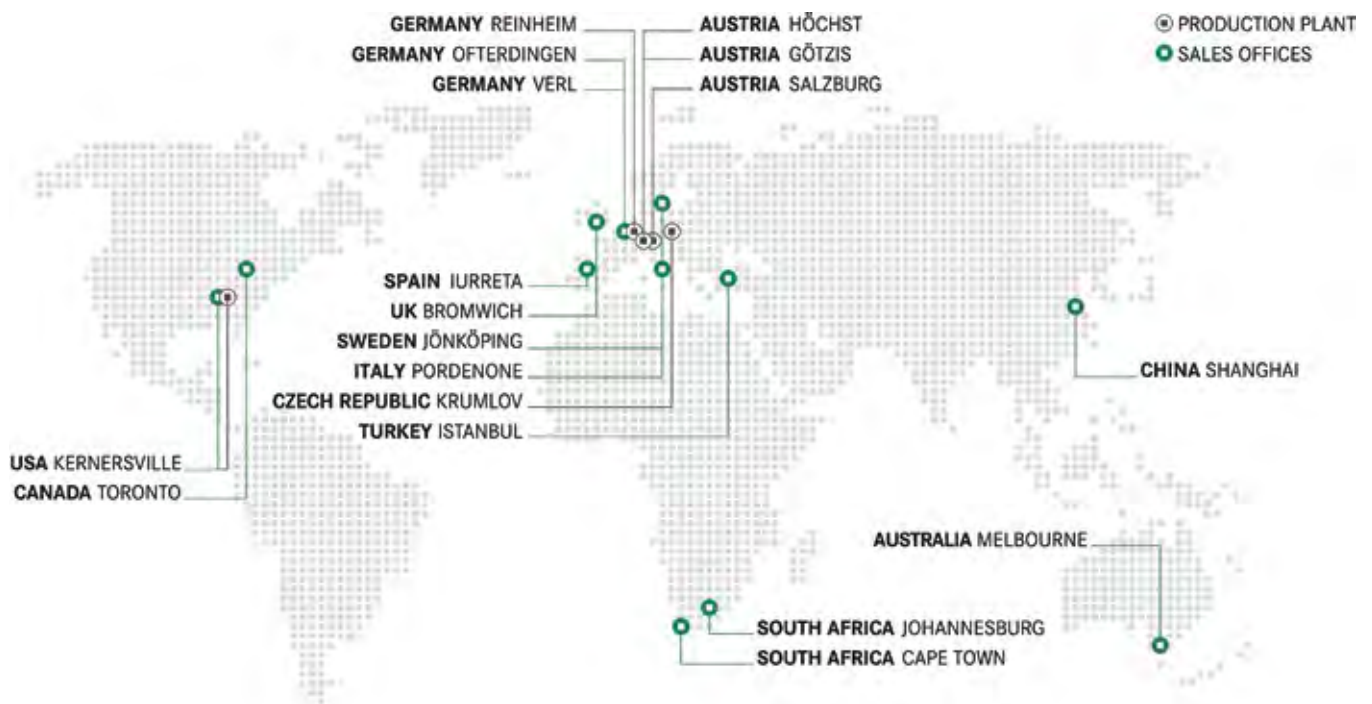 GERMANY REINHEIM
GERMANY OFTERDINGEN
GERMANY VERL
AUSTRIA HÖCHST
AUSTRIA GÖTZIS
AUSTRIA SALZBURG
PRODUCTION PLANT
SALES OFFICES
SPAIN IURRETA
UK BROMWICH
SWEDEN JÖNKÖPING
ITALY PORDENONE
CZECH REPUBLIC KRUMLOV
TURKEY ISTANBUL
CHINA SHANGHAI
USA KERNERSVILLE
CANADA TORONTO
AUSTRALIA MELBOURNE
SOUTH AFRICA JOHANNESBURG
SOUTH AFRICA CAPE TOWN